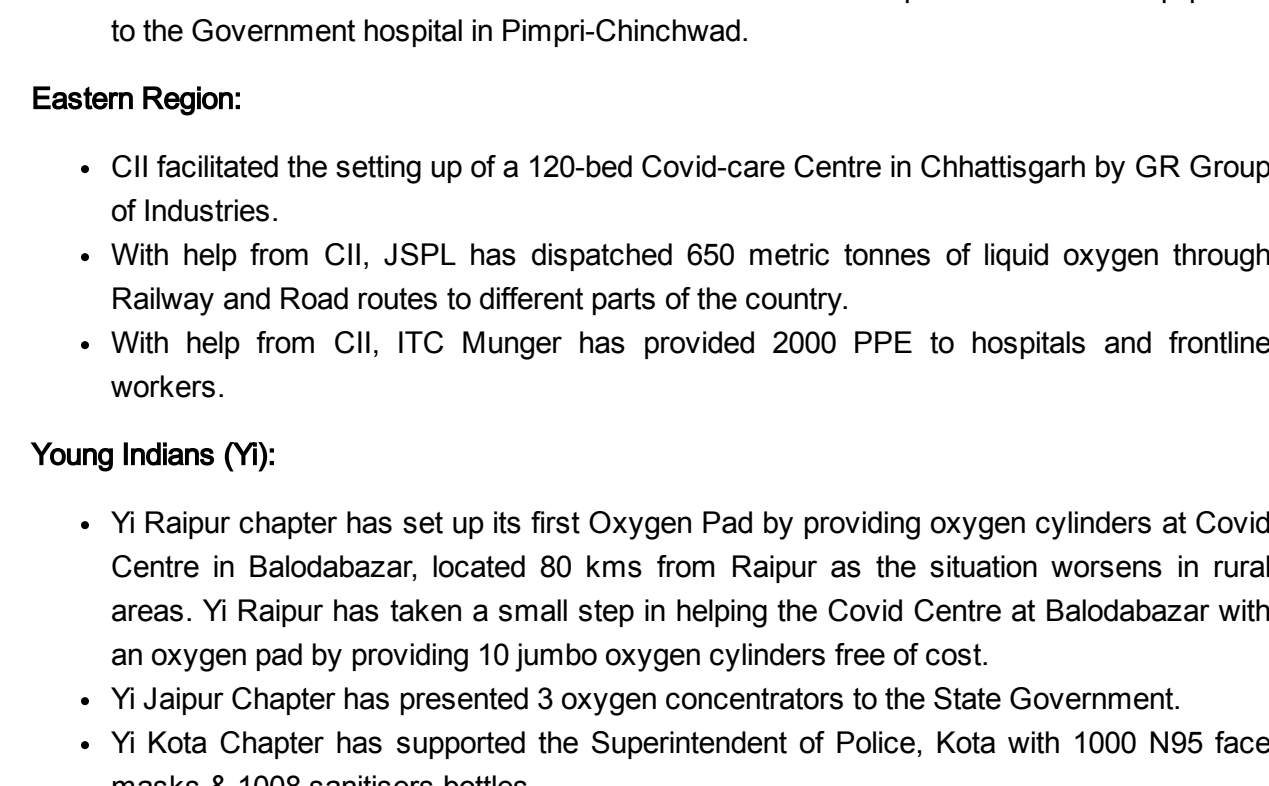 to the Government hospital in Pimpri-Chinchwad.
Eastern Region:
• CII facilitated the setting up of a 120-bed Covid-care Centre in Chhattisgarh by GR Group
of Industries.
• With help from CII, JSPL has dispatched 650 metric tonnes of liquid oxygen through
Railway and Road routes to different parts of the country.
• With help from CII, ITC Munger has provided 2000 PPE to hospitals and frontline
workers.
Young Indians (Yi):
• Yi Raipur chapter has set up its first Oxygen Pad by providing oxygen cylinders at Covid
Centre in Balodabazar, located 80 kms from Raipur as the situation worsens in rural
areas. Yi Raipur has taken a small step in helping the Covid Centre at Balodabazar with
an oxygen pad by providing 10 jumbo oxygen cylinders free of cost.
• Yi Jaipur Chapter has presented 3 oxygen concentrators to the State Government.
• Yi Kota Chapter has supported the Superintendent of Police, Kota with 1000 N95 face
masks & 1008 sanitisers bottles